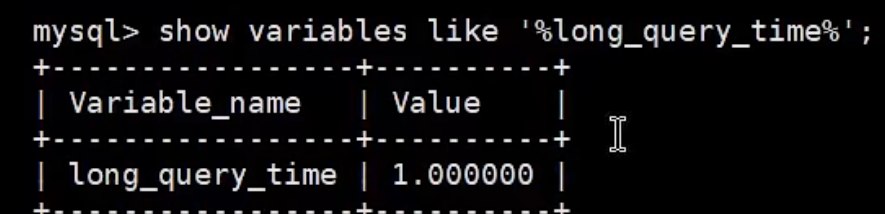 mysql> show variables like '%long_query_time%';
+-----------------+----------+
| Variable_name   | Value    |
+-----------------+----------+
| long_query_time | 1.000000 |
+-----------------+----------+